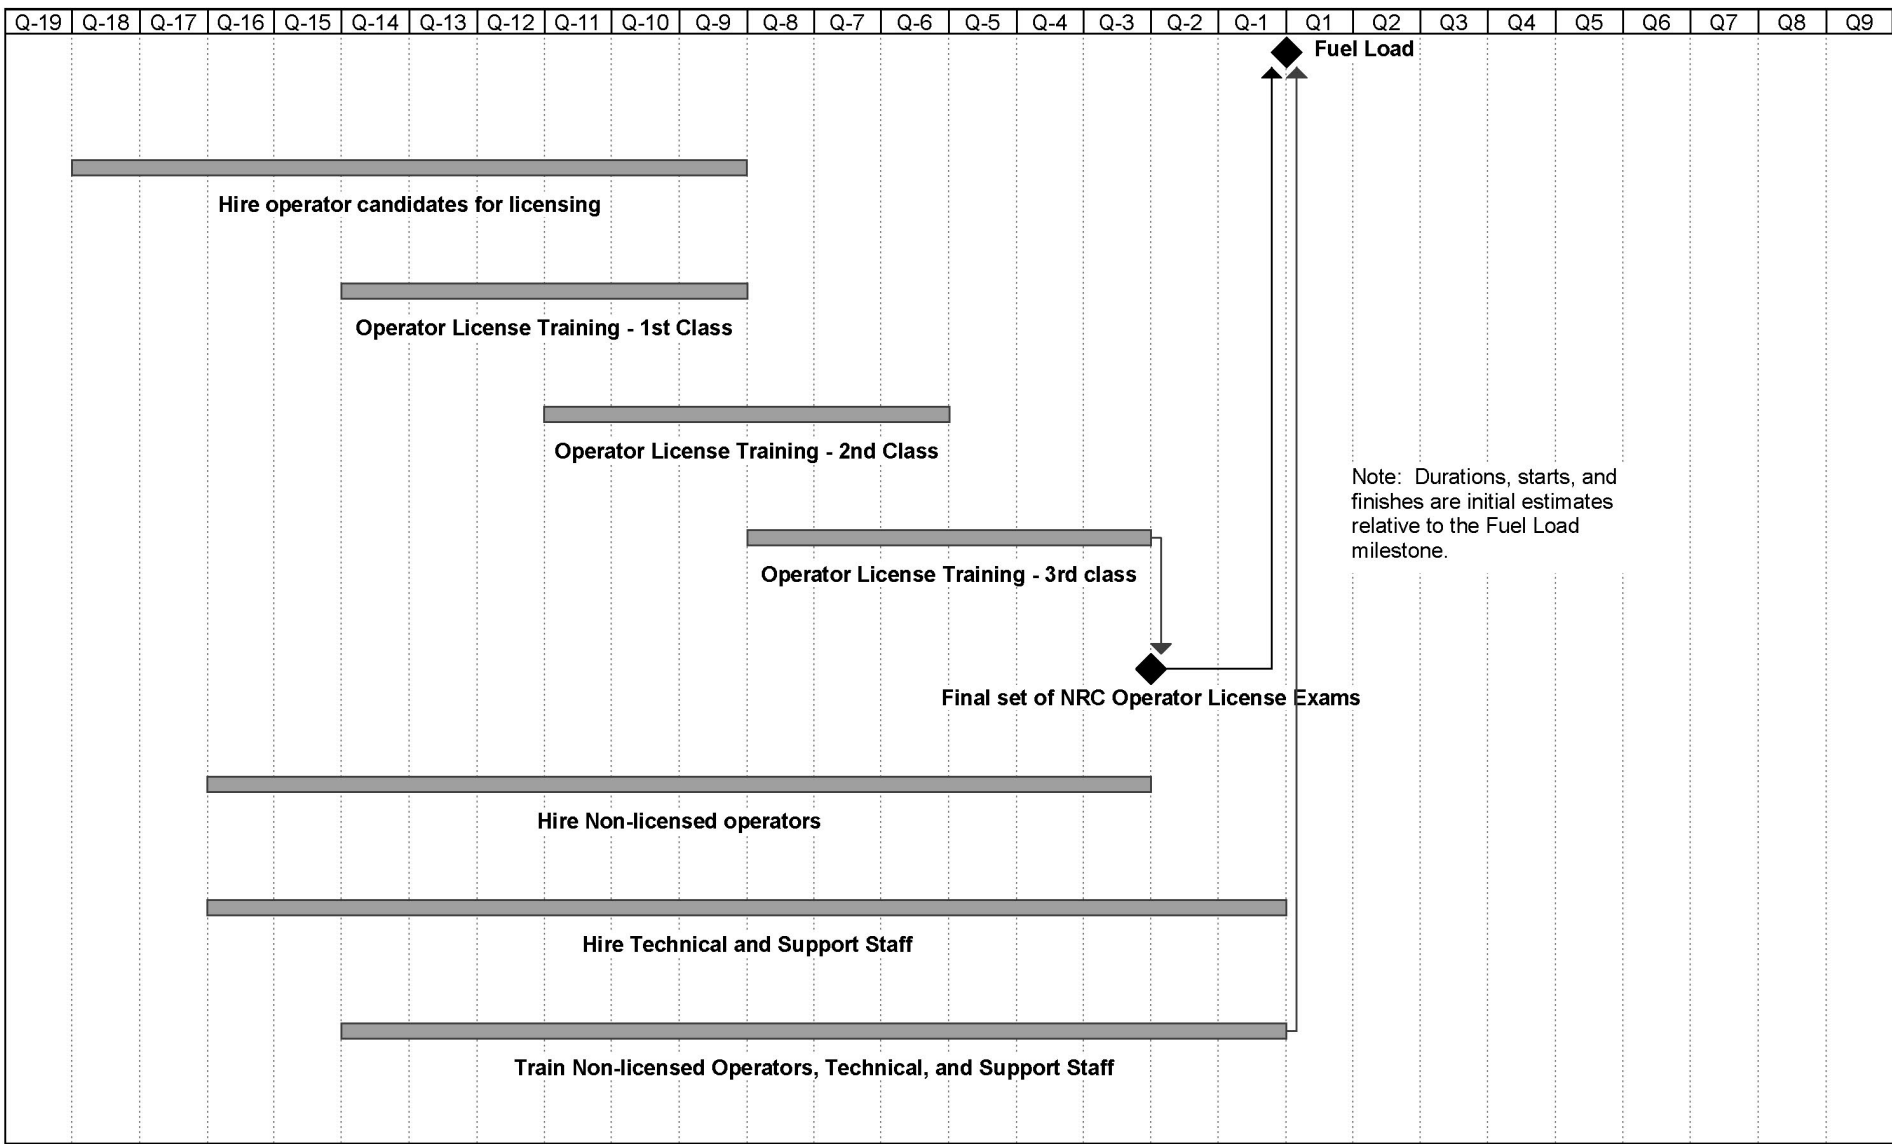 Q-19 Q-18 Q-17 Q-16 Q-15 Q-14 Q-13 Q-12 Q-11 Q-10 Q-9 Q-8 Q-7 Q-6 Q-5 Q-4 Q-3 Q-2 Q-1 Q1 Q2 Q3 Q4 Q5 Q6 Q7 Q8 Q9
Fuel Load
Hire operator candidates for licensing
Operator License Training - 1st Class
Operator License Training - 2nd Class
Note: Durations, starts, and
finishes are initial estimates
relative to the Fuel Load
milestone.
Operator License Training - 3rd class
Final set of NRC Operator License Exams
Hire Non-licensed operators
Hire Technical and Support Staff
Train Non-licensed Operators, Technical, and Support Staff